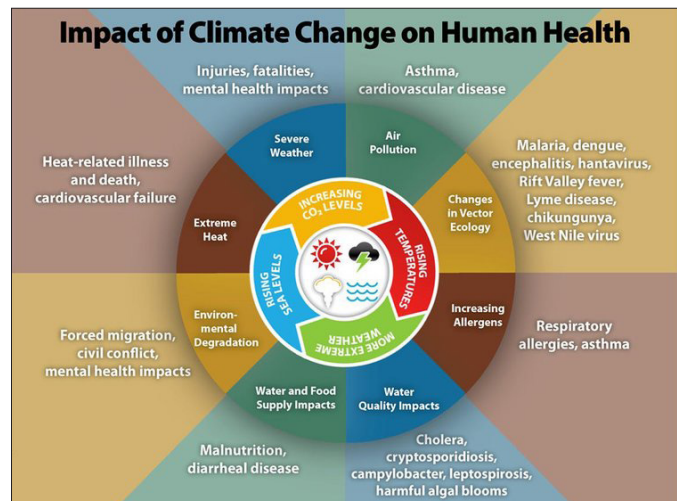 Impact of Climate Change on Human Health
Injuries, fatalities,
mental health impacts
Asthma,
cardiovascular disease
Severe
Weather
Air
Pollution
Heat-related illness
and death,
cardiovascular failure
Malaria, dengue,
encephalitis, hantavirus,
Rift Valley fever,
Lyme disease,
chikungunya,
West Nile virus
Extreme
Heat
Changes
in Vector
Ecology
INCREASING
CO₂ LEVELS
RISING
TEMPERATURES
MORE EXTREME
WEATHER
RISING
SEA LEVELS
Environ-
mental
Degradation
Increasing
Allergens
Forced migration,
civil conflict,
mental health impacts
Respiratory
allergies, asthma
Water and Food
Supply Impacts
Water
Quality Impacts
Malnutrition,
diarrheal disease
Cholera,
cryptosporidiosis,
campylobacter, leptospirosis,
harmful algal blooms